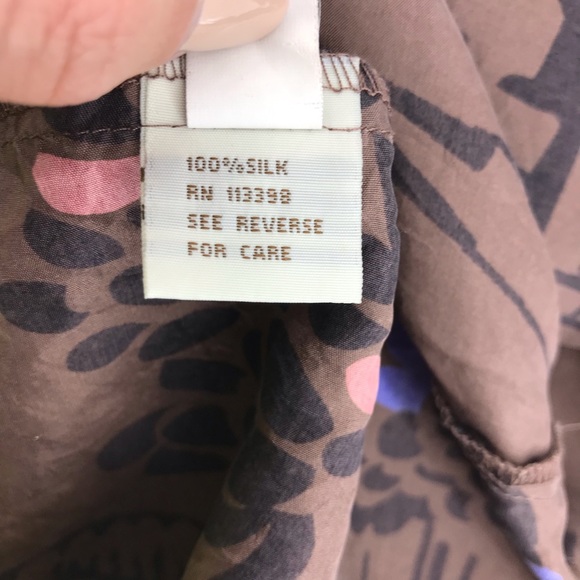 100%SILK
RN 113398
SEE REVERSE
FOR CARE